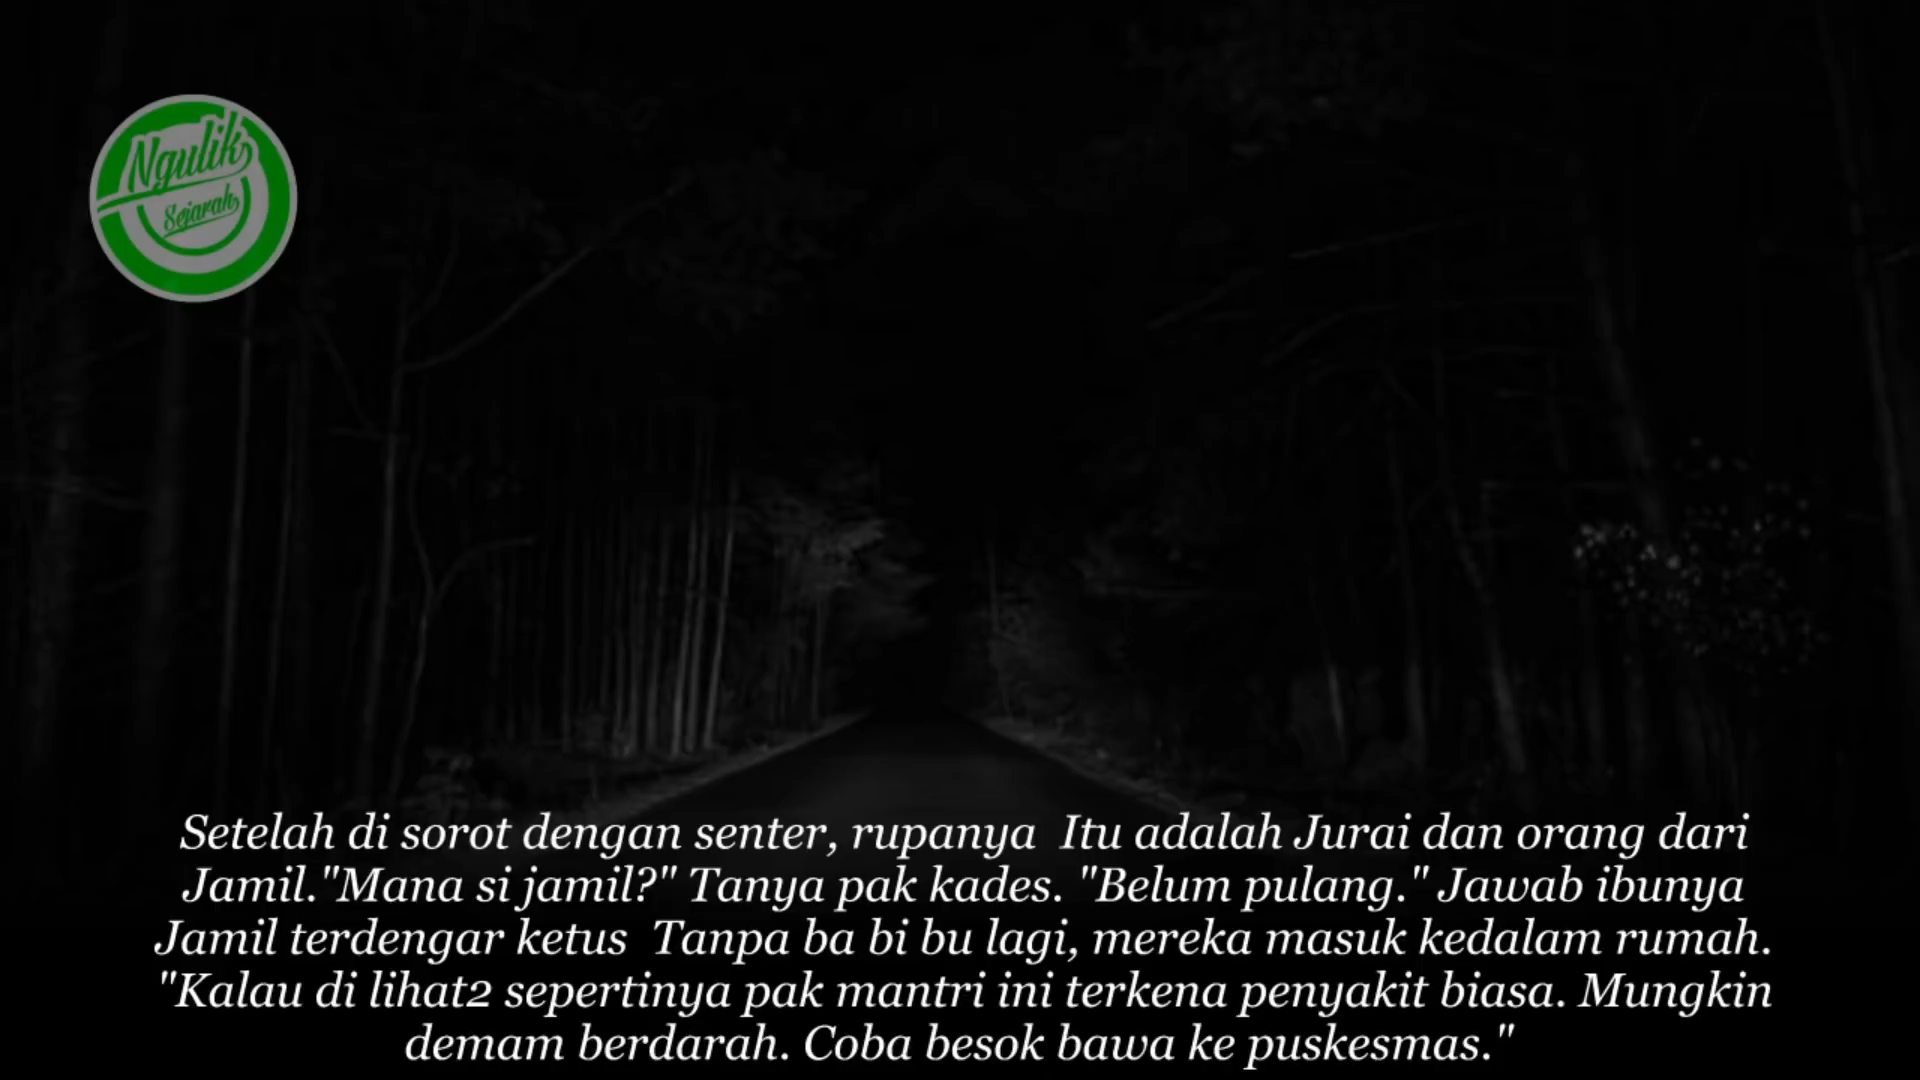 Ngulik
Sejarah
Setelah di sorot dengan senter, rupanya  Itu adalah Jurai dan orang dari
Jamil."Mana si jamil?" Tanya pak kades. "Belum pulang." Jawab ibunya
Jamil terdengar ketus  Tanpa ba bi bu lagi, mereka masuk kedalam rumah.
"Kalau di lihat2 sepertinya pak mantri ini terkena penyakit biasa. Mungkin
demam berdarah. Coba besok bawa ke puskesmas."